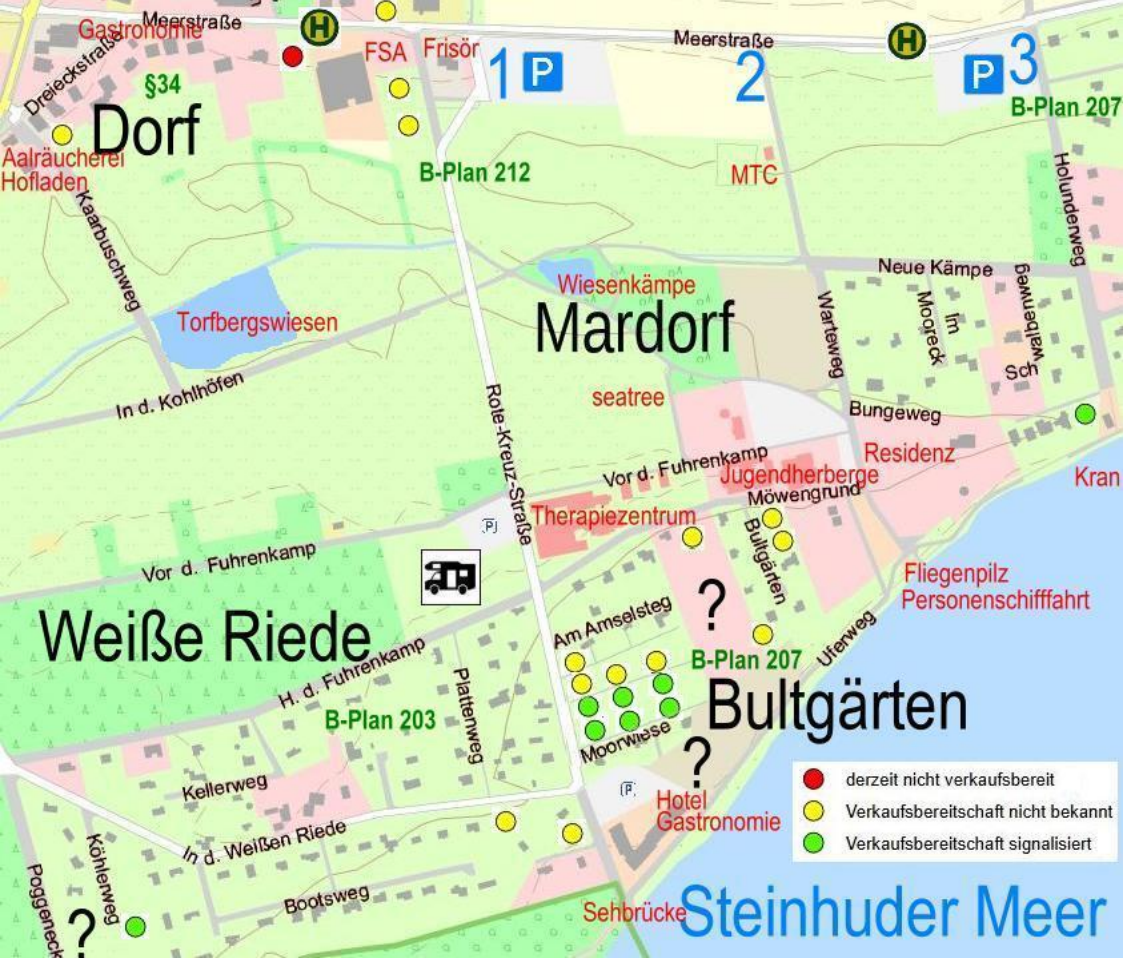 Meerstraße
Gastronomie
H
FSA
Frisör
1 P
Meerstraße
2
H
P 3
Dreieckstraße
§34
Dorf
B-Plan 207
Aalräucherei
Hofladen
B-Plan 212
MTC
Kaarbuschweg
Holunderweg
Neue Kämpe
Wiesenkämpe
Mardorf
Torfbergswiesen
Warteweg
Im
Mooreck
Sch
walbenweg
In d. Kohlhöfen
seatree
Rote-Kreuz-Straße
Bungeweg
Residenz
Vor d. Fuhrenkamp
Jugendherberge
Kran
Möwengrund
Therapiezentrum
P
Bultgärten
Vor d. Fuhrenkamp
Fliegenpilz
Personenschifffahrt
?
Weiße Riede
Am Amselsteg
Uferweg
H. d. Fuhrenkamp
B-Plan 207
Plattenweg
B-Plan 203
Bultgärten
Moorwiese
?
Kellerweg
P
Hotel
Gastronomie
derzeit nicht verkaufsbereit
Verkaufsbereitschaft nicht bekannt
Verkaufsbereitschaft signalisiert
In d. Weißen Riede
Köhlerweg
Poggeneck
Bootsweg
?
Sehbrücke
Steinhuder Meer